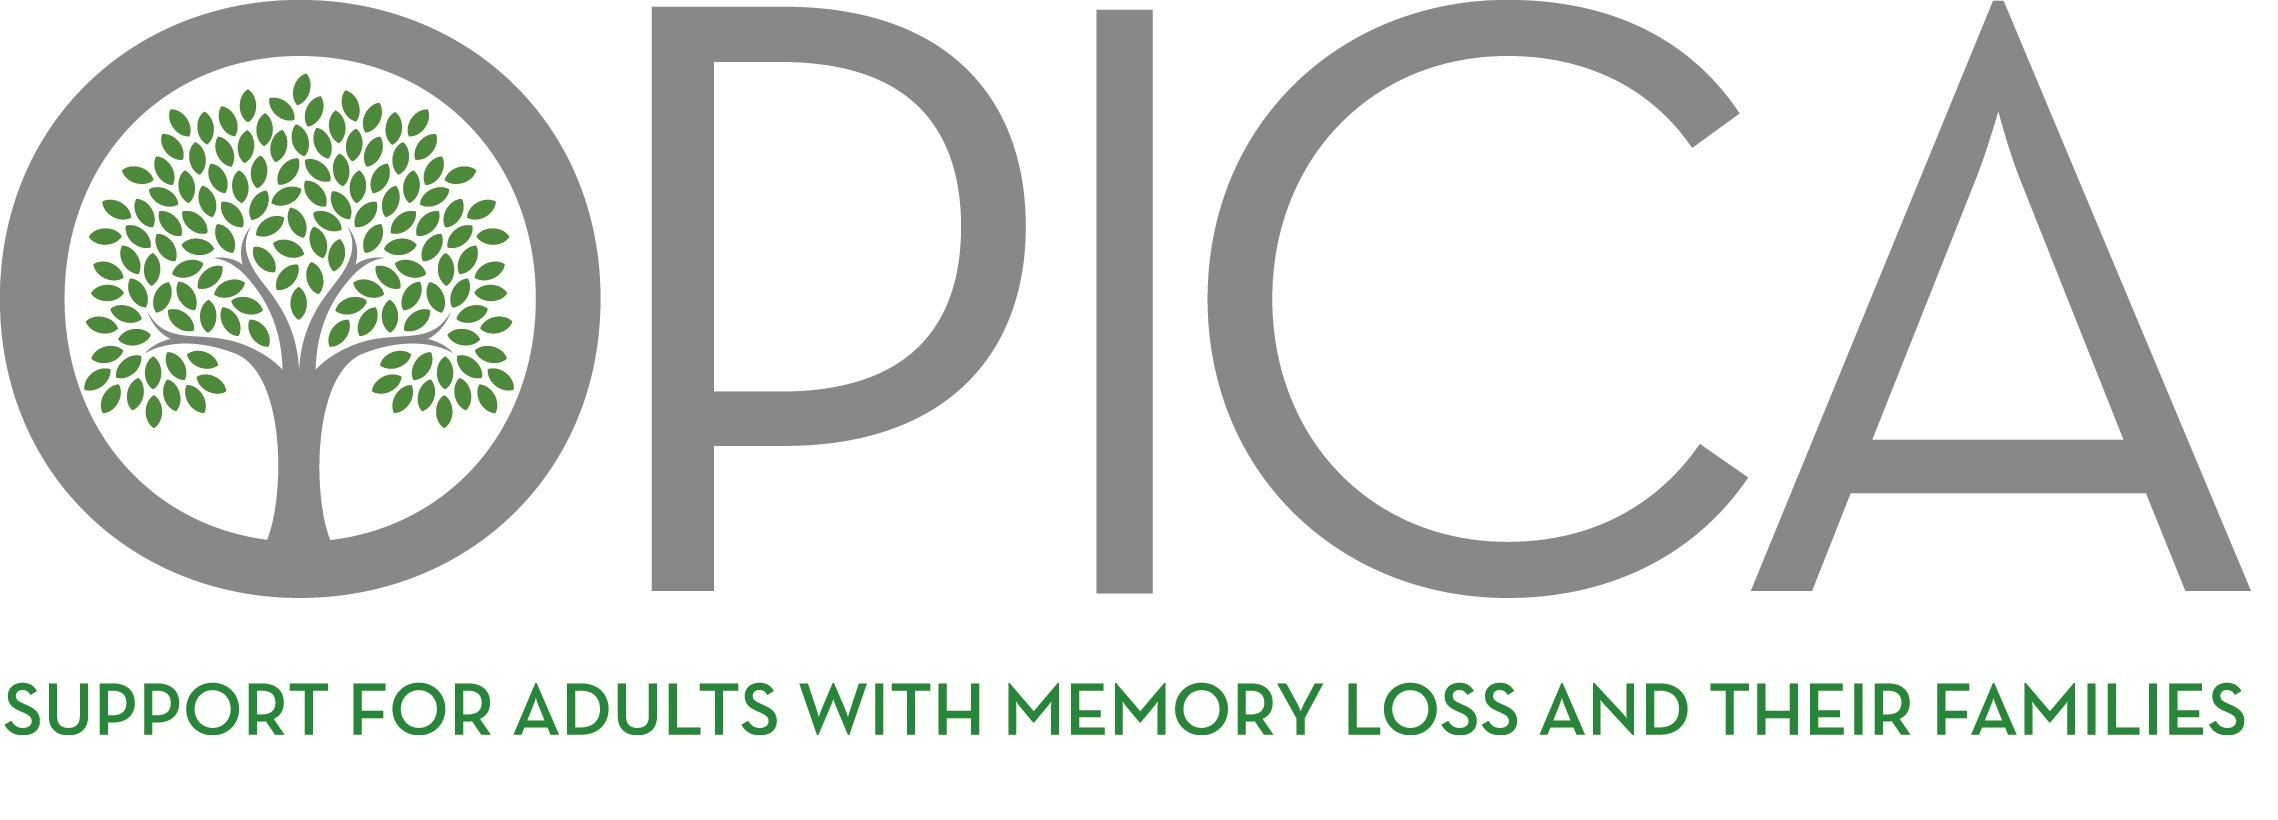 OPICA
SUPPORT FOR ADULTS WITH MEMORY LOSS AND THEIR FAMILIES